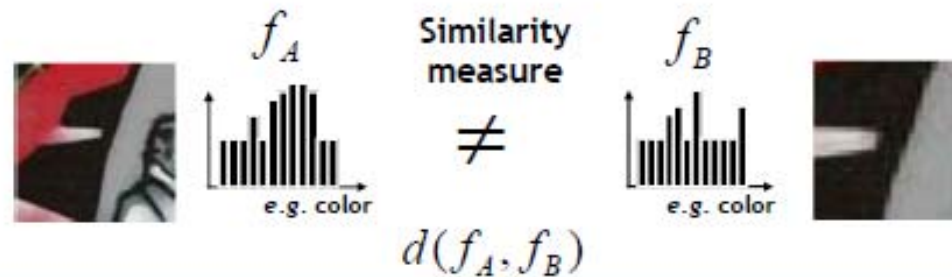 f_A
Similarity
measure
f_B
≠
e.g. color
e.g. color
d(f_A, f_B)